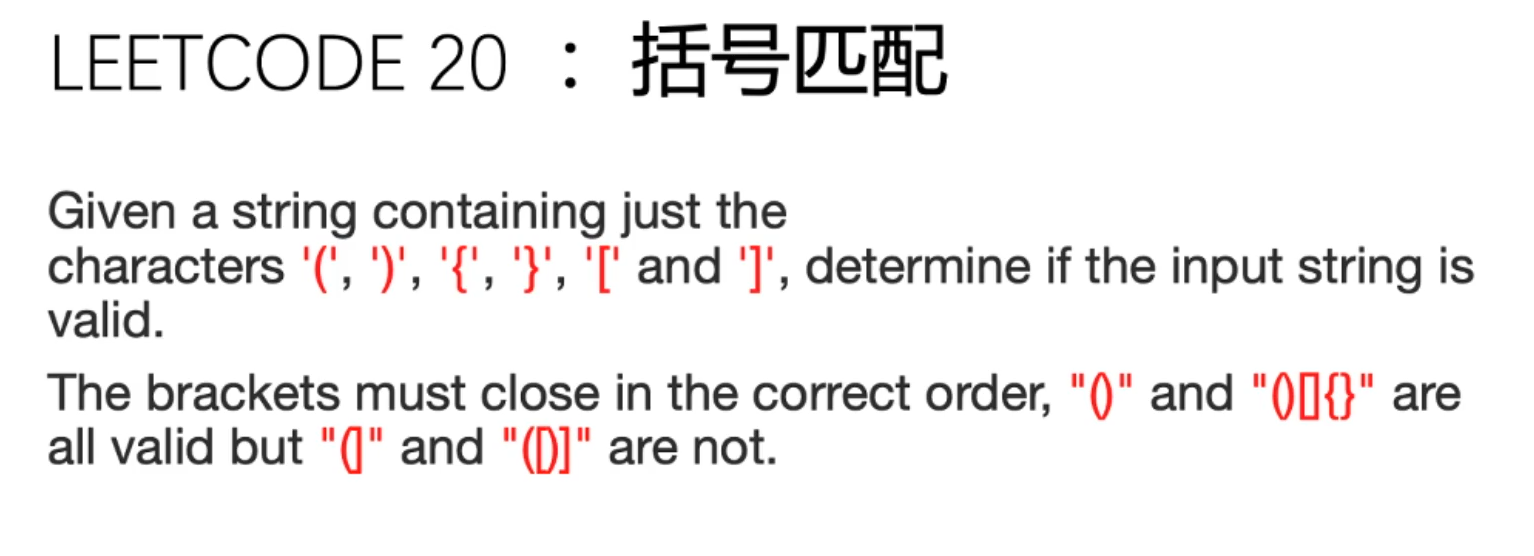 LEETCODE 20 ：括号匹配
Given a string containing just the
characters '(', ')', '{', '}', '[' and ']', determine if the input string is
valid.
The brackets must close in the correct order, "()" and "()[]{}" are
all valid but "(]" and "([)]" are not.